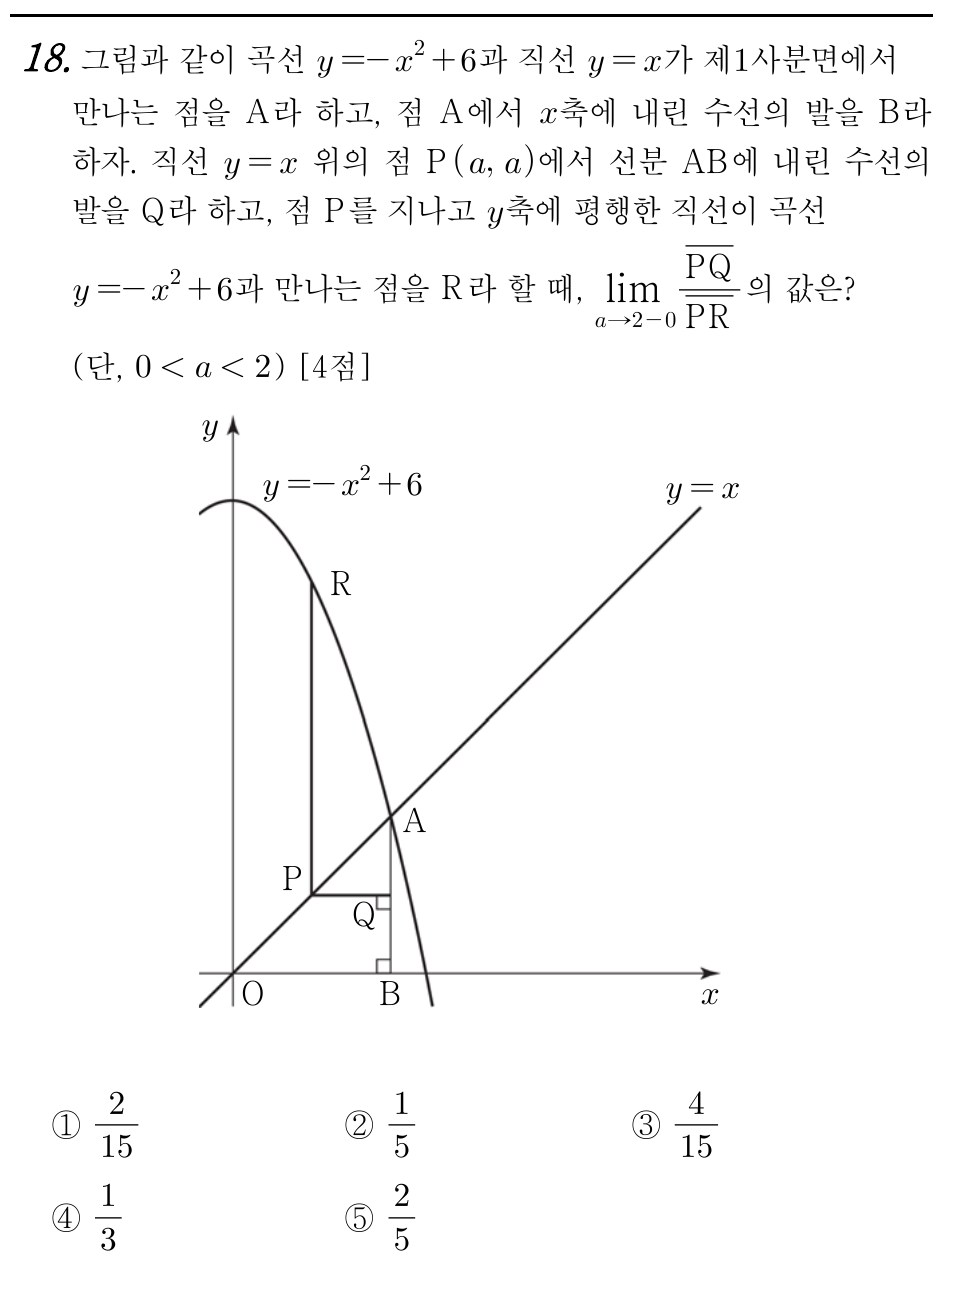 18. 그림과 같이 곡선 y=-x²+6과 직선 y=x가 제1사분면에서
만나는 점을 A라 하고, 점 A에서 x축에 내린 수선의 발을 B라
하자. 직선 y=x 위의 점 P(a, a)에서 선분 AB에 내린 수선의
발을 Q라 하고, 점 P를 지나고 y축에 평행한 직선이 곡선
y=-x²+6과 만나는 점을 R라 할 때, lim_{a→2-0} \frac{\overline{PQ}}{\overline{PR}}의 값은?
(단, 0<a<2) [4점]
y
y=-x²+6
y=x
R
A
P
Q
O
B
x
① 2/15 ② 1/5 ③ 4/15
④ 1/3 ⑤ 2/5